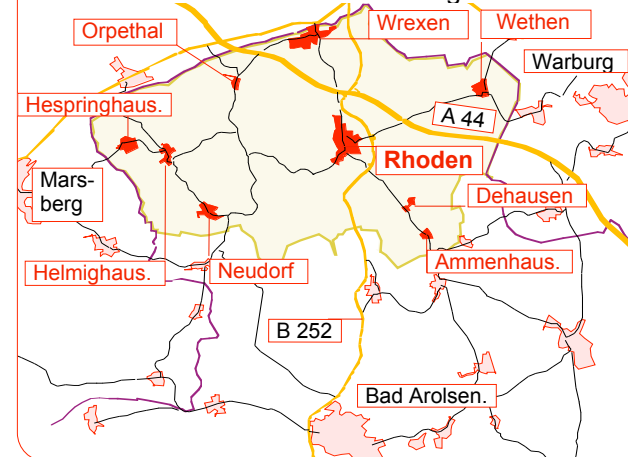 Orpethal
Wrexen
Wethen
Warburg
Hespringhaus.
A 44
Rhoden
Mars-
berg
Dehausen
Helmighaus.
Neudorf
Ammenhaus.
B 252
Bad Arolsen.